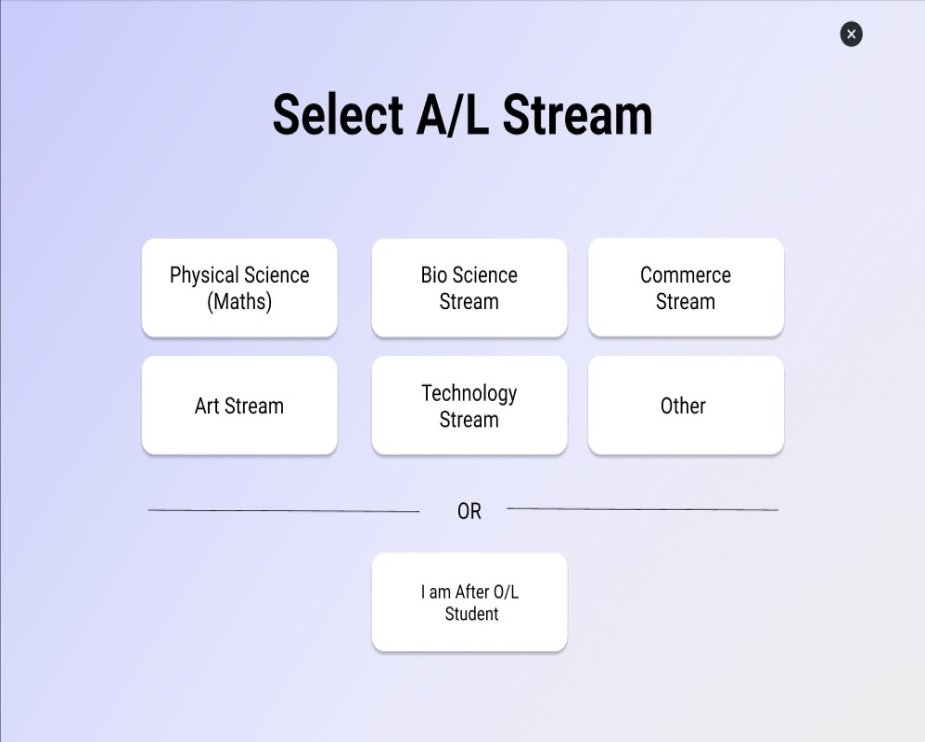 Select A/L Stream
Physical Science
(Maths)
Bio Science
Stream
Commerce
Stream
Art Stream
Technology
Stream
Other
OR
I am After O/L
Student